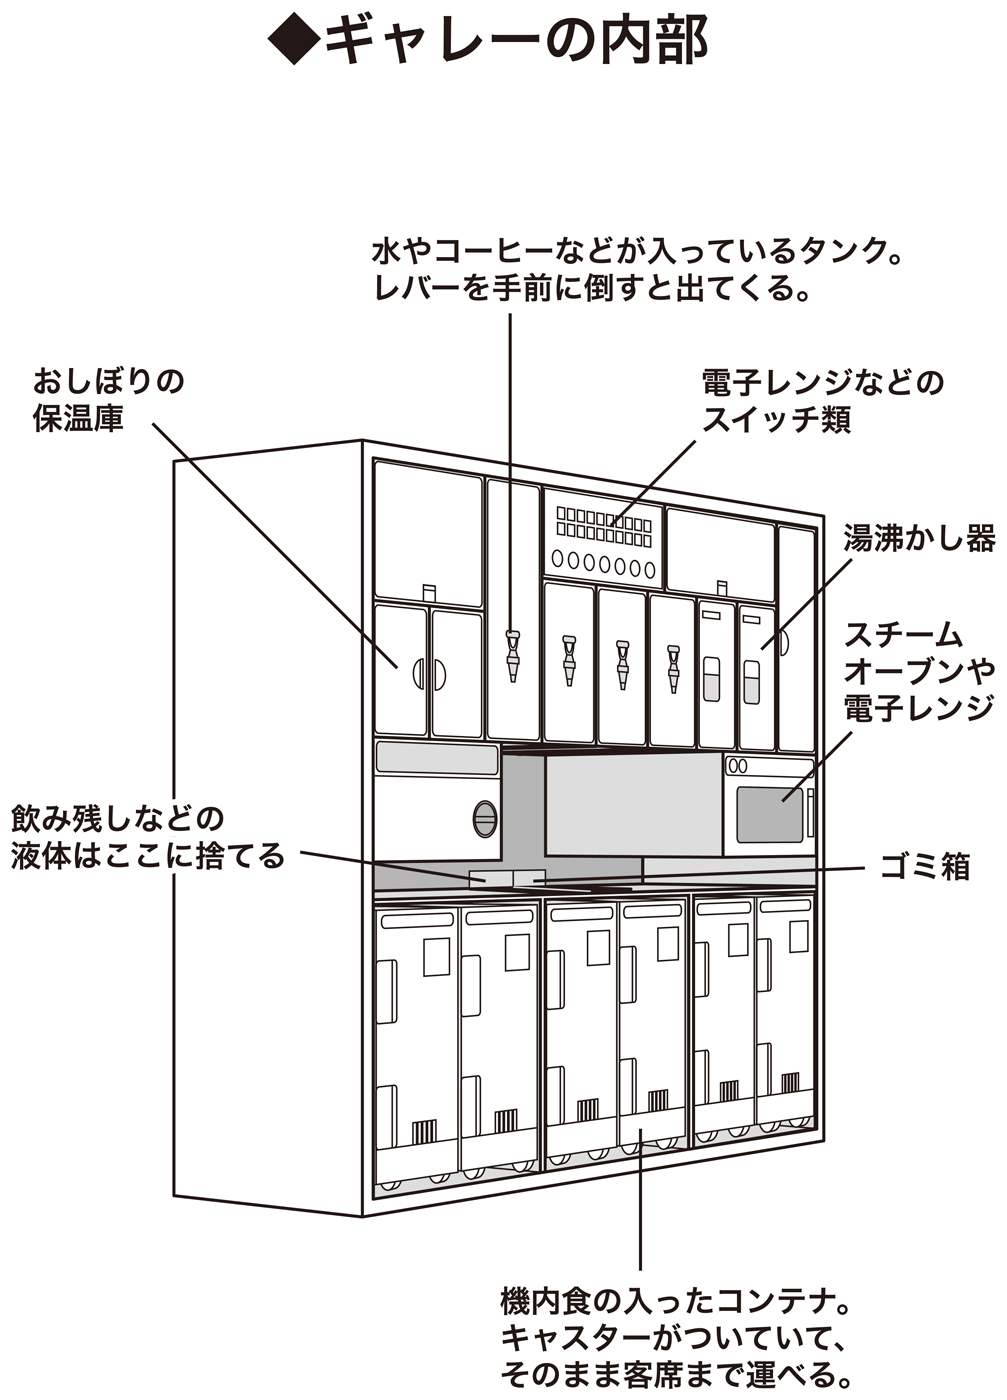 ◆ギャレーの内部
水やコーヒーなどが入っているタンク。
レバーを手前に倒すと出てくる。
おしぼりの
保温庫
電子レンジなどの
スイッチ類
湯沸かし器
スチーム
オーブンや
電子レンジ
飲み残しなどの
液体はここに捨てる
ゴミ箱
機内食の入ったコンテナ。
キャスターがついていて、
そのまま客席まで運べる。